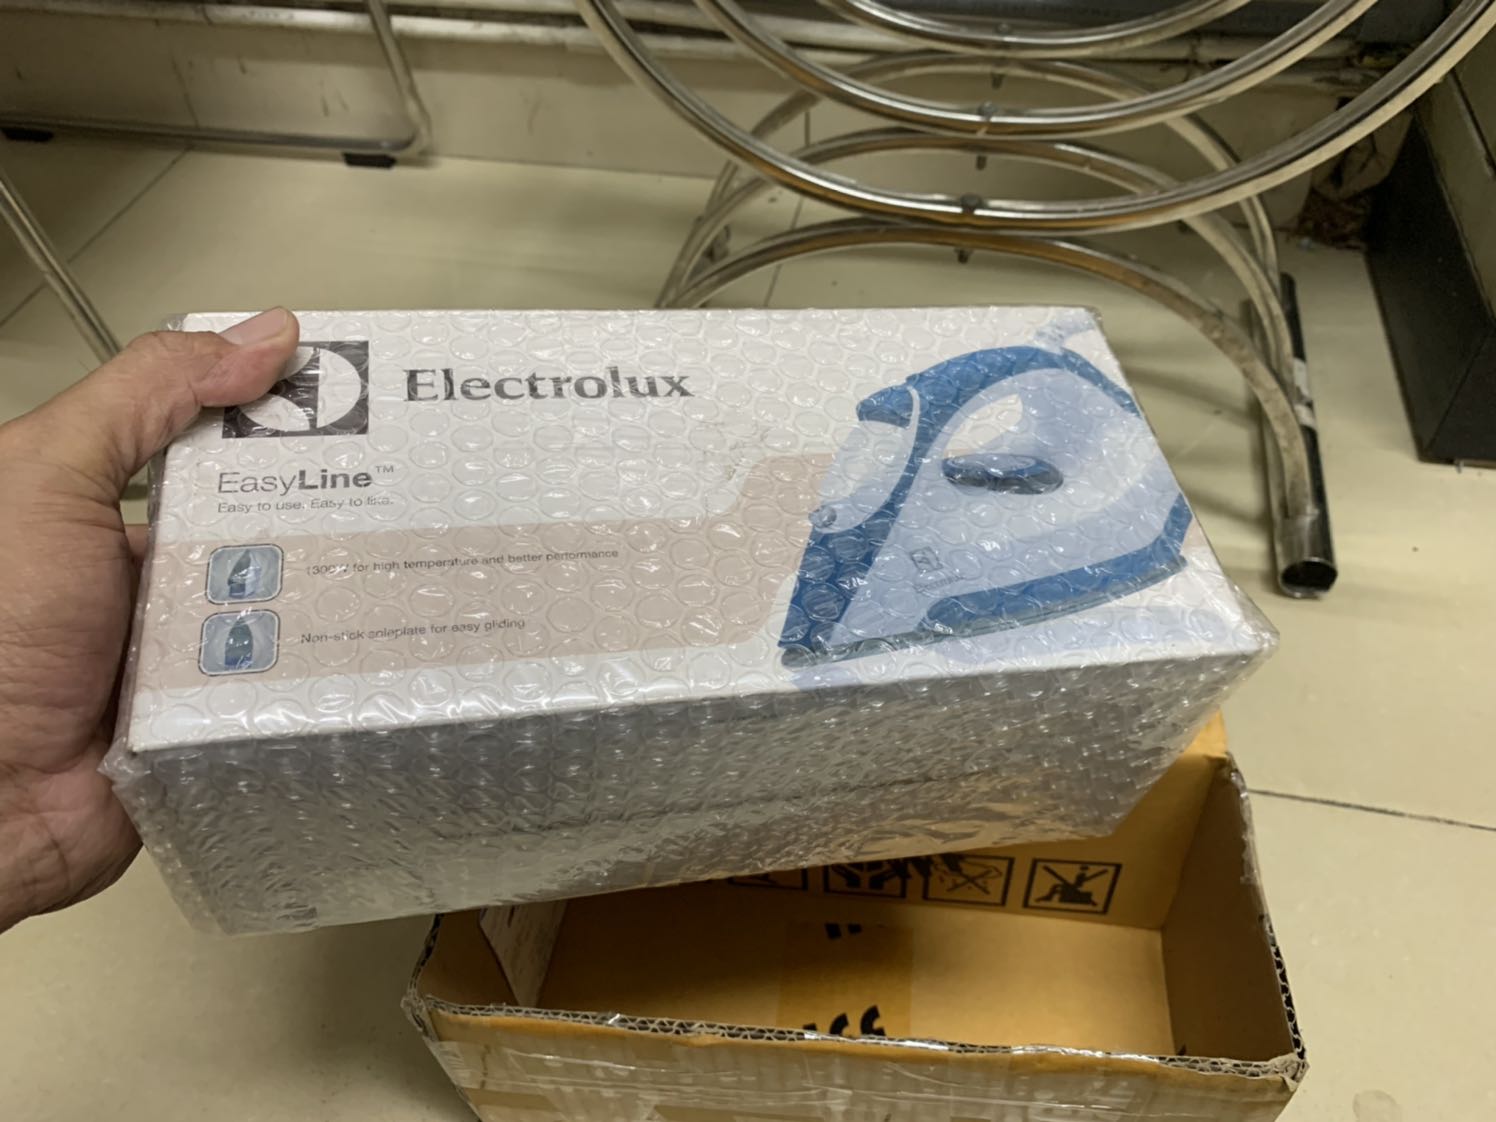 Electrolux
EasyLine™
Easy to use. Easy to like.
1300W for high temperature and better performance
Non-stick soleplate for easy gliding